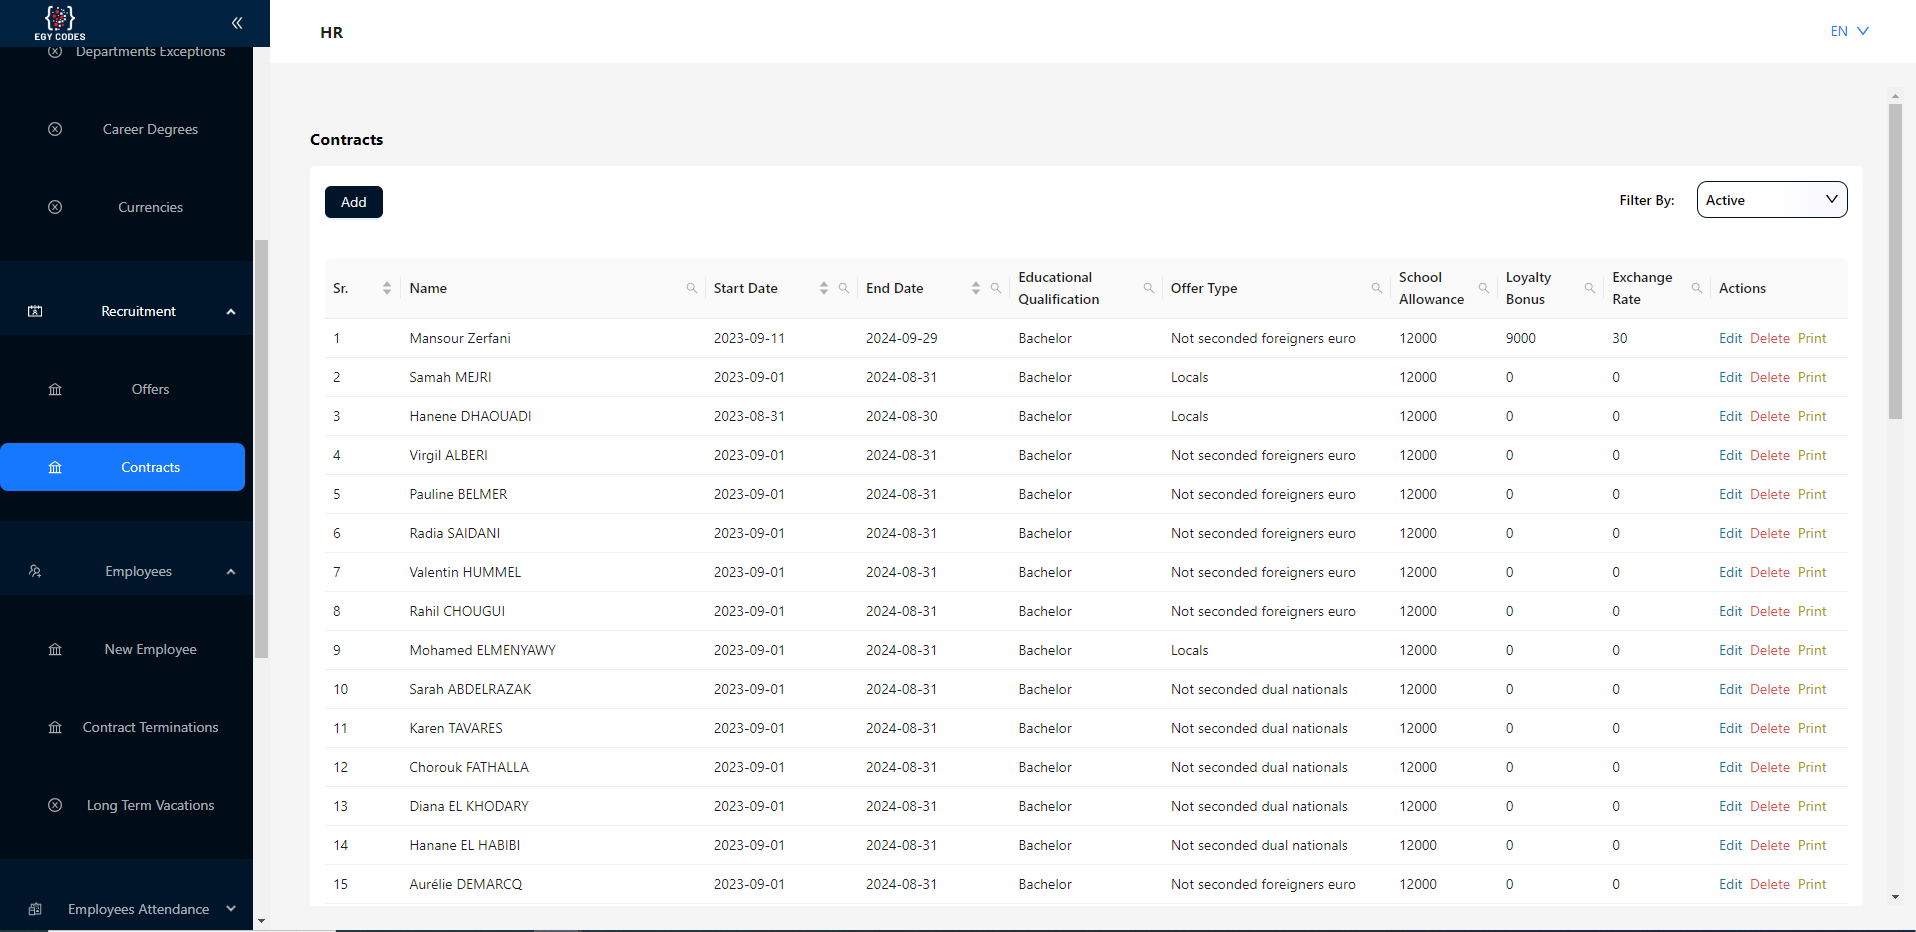 EGY CODES
HR
EN
Departments Exceptions
Career Degrees
Currencies
Recruitment
Offers
Contracts
Employees
New Employee
Contract Terminations
Long Term Vacations
Employees Attendance
Contracts
Add
Filter By: Active
Sr. Name Start Date End Date Educational Qualification Offer Type School Allowance Loyalty Bonus Exchange Rate Actions
1 Mansour Zerfani 2023-09-11 2024-09-29 Bachelor Not seconded foreigners euro 12000 9000 30 Edit Delete Print
2 Samah MEJRI 2023-09-01 2024-08-31 Bachelor Locals 12000 0 0 Edit Delete Print
3 Hanene DHAOUADI 2023-08-31 2024-08-30 Bachelor Locals 12000 0 0 Edit Delete Print
4 Virgil ALBERI 2023-09-01 2024-08-31 Bachelor Not seconded foreigners euro 12000 0 0 Edit Delete Print
5 Pauline BELMER 2023-09-01 2024-08-31 Bachelor Not seconded foreigners euro 12000 0 0 Edit Delete Print
6 Radia SAIDANI 2023-09-01 2024-08-31 Bachelor Not seconded foreigners euro 12000 0 0 Edit Delete Print
7 Valentin HUMMEL 2023-09-01 2024-08-31 Bachelor Not seconded foreigners euro 12000 0 0 Edit Delete Print
8 Rahil CHOUGUI 2023-09-01 2024-08-31 Bachelor Not seconded foreigners euro 12000 0 0 Edit Delete Print
9 Mohamed ELMENYAWY 2023-09-01 2024-08-31 Bachelor Locals 12000 0 0 Edit Delete Print
10 Sarah ABDELRAZAK 2023-09-01 2024-08-31 Bachelor Not seconded dual nationals 12000 0 0 Edit Delete Print
11 Karen TAVARES 2023-09-01 2024-08-31 Bachelor Not seconded dual nationals 12000 0 0 Edit Delete Print
12 Chorouk FATHALLA 2023-09-01 2024-08-31 Bachelor Not seconded dual nationals 12000 0 0 Edit Delete Print
13 Diana EL KHODARY 2023-09-01 2024-08-31 Bachelor Not seconded dual nationals 12000 0 0 Edit Delete Print
14 Hanane EL HABIBI 2023-09-01 2024-08-31 Bachelor Not seconded dual nationals 12000 0 0 Edit Delete Print
15 Aurélie DEMARCQ 2023-09-01 2024-08-31 Bachelor Not seconded foreigners euro 12000 0 0 Edit Delete Print